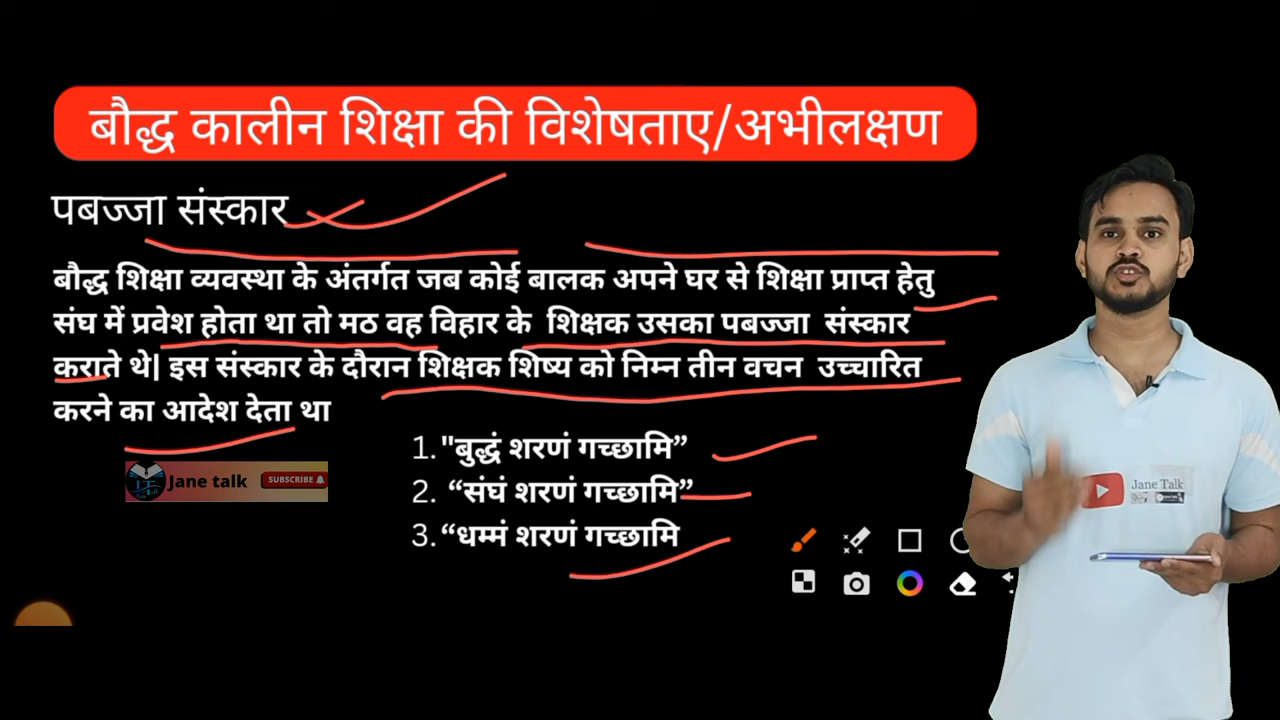 बौद्ध कालीन शिक्षा की विशेषताए/अभीलक्षण
पबज्जा संस्कार
बौद्ध शिक्षा व्यवस्था के अंतर्गत जब कोई बालक अपने घर से शिक्षा प्राप्त हेतु
संघ में प्रवेश होता था तो मठ वह विहार के शिक्षक उसका पबज्जा संस्कार
कराते थे| इस संस्कार के दौरान शिक्षक शिष्य को निम्न तीन वचन उच्चारित
करने का आदेश देता था
1. "बुद्धं शरणं गच्छामि”
2. “संघं शरणं गच्छामि”
3. “धम्मं शरणं गच्छामि
Jane talk SUBSCRIBE
Jane Talk